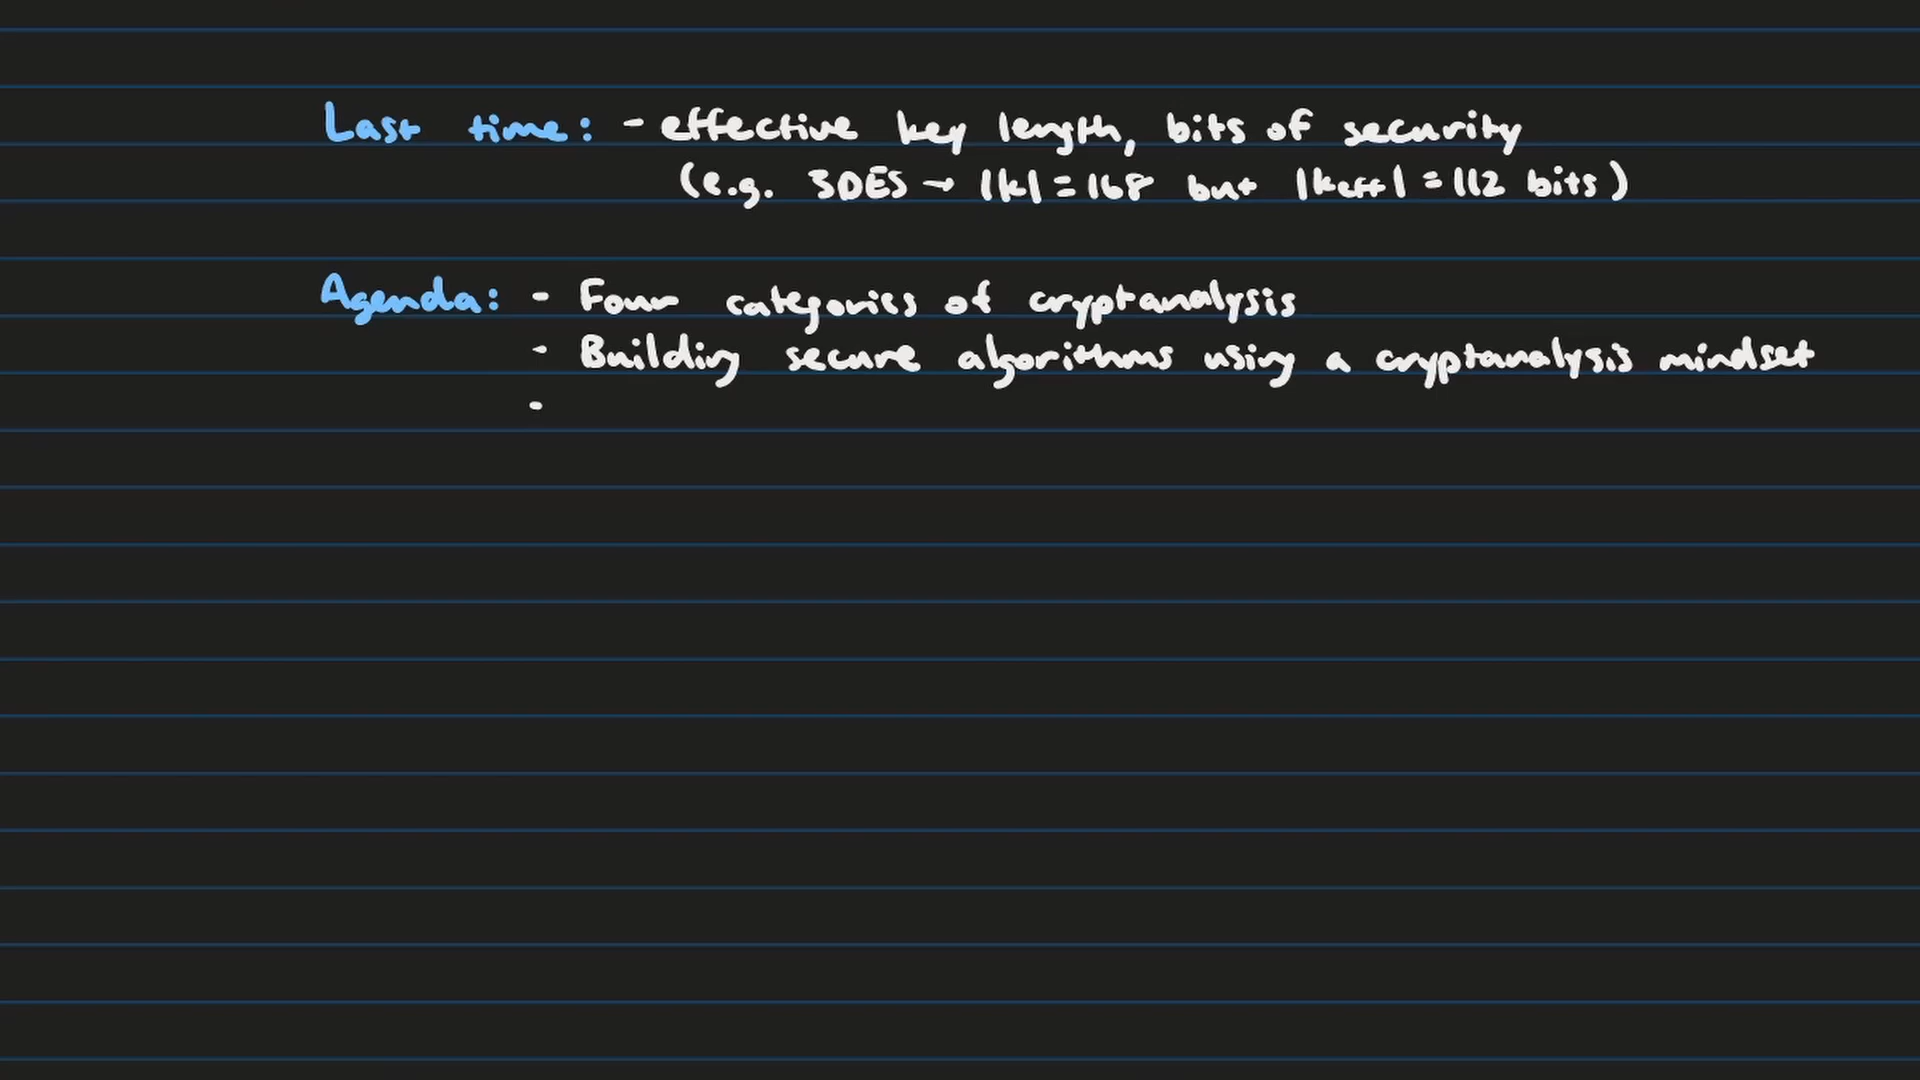 Last time: - effective key length, bits of security
(e.g. 3DES → |k| = 168 but |keff| = 112 bits)
Agenda: - Four categories of cryptanalysis
- Building secure algorithms using a cryptanalysis mindset
-